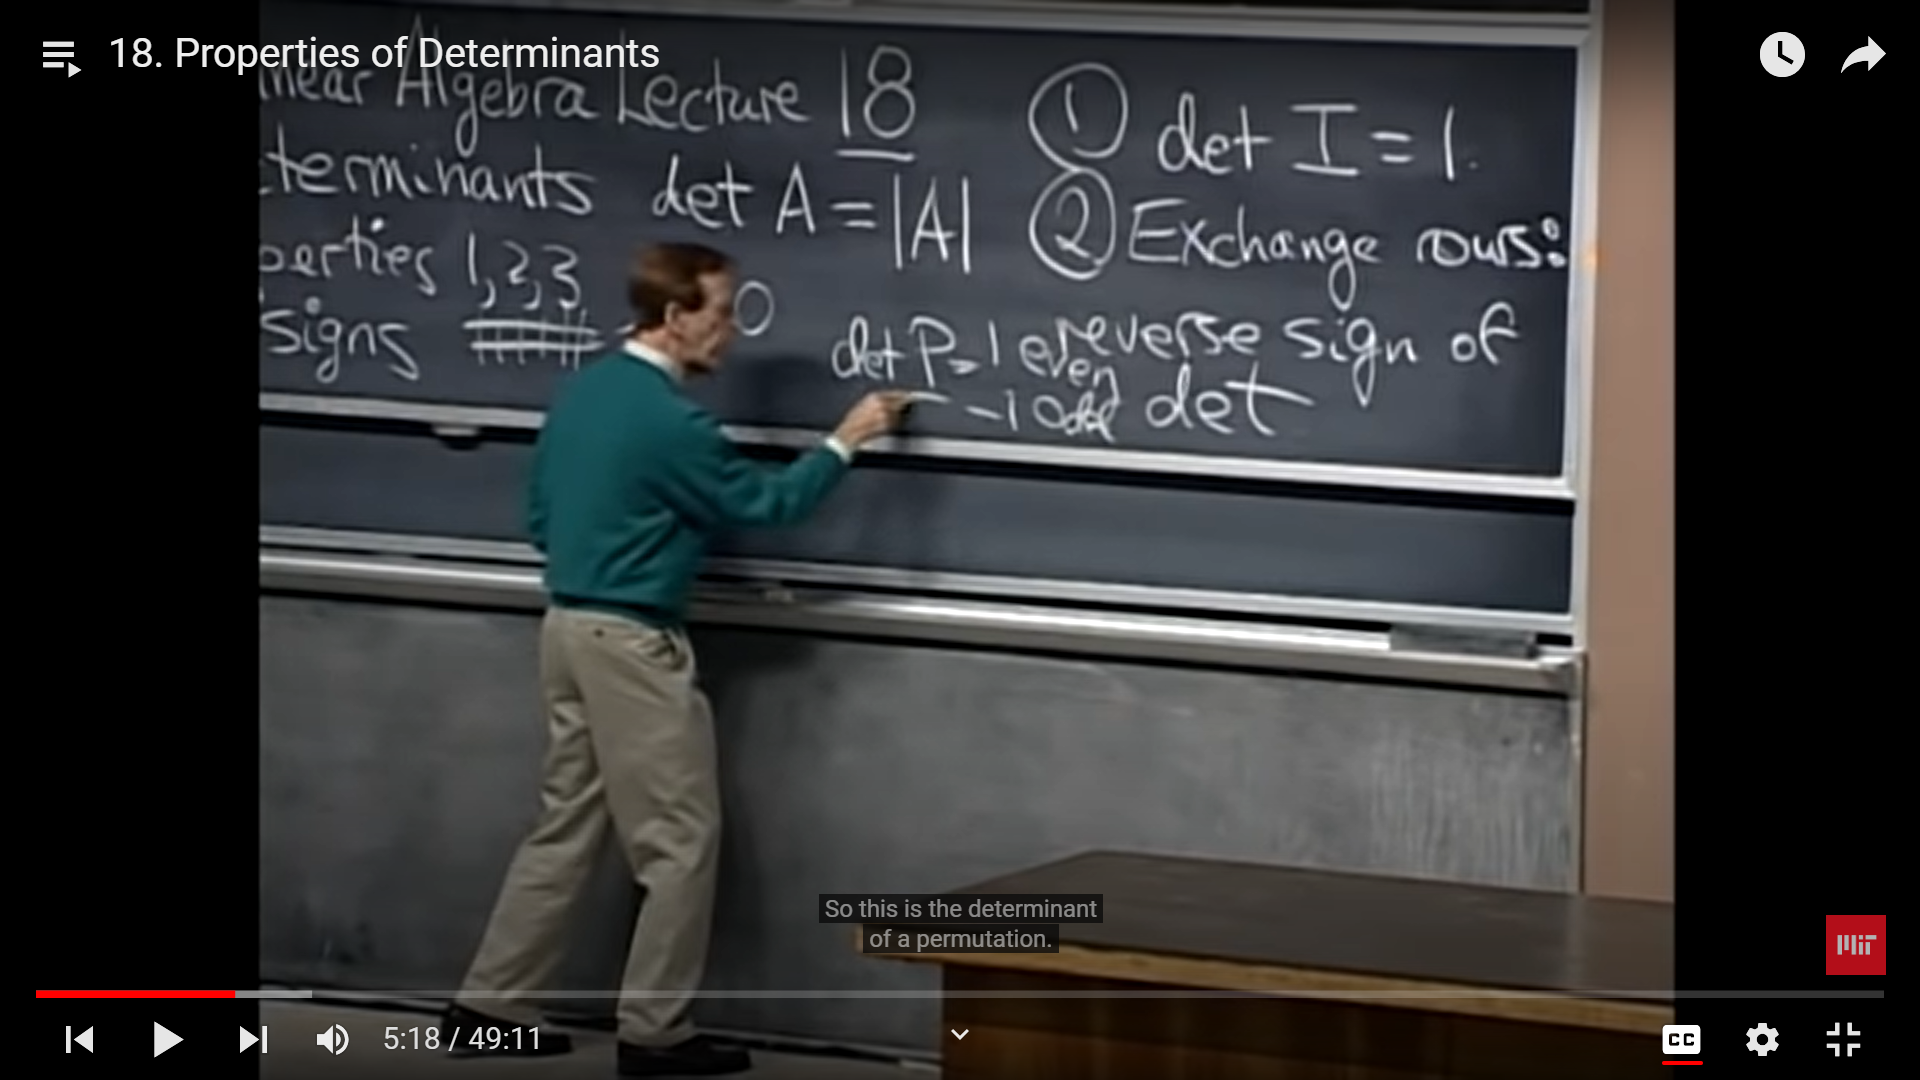 18. Properties of Determinants
near Algebra Lecture 18
terminants det A = |A|
perties 1,2,3
signs
0
① det I = 1.
② Exchange rows:
reverse sign of
det
det P = 1 even
-1 odd
So this is the determinant
of a permutation.
MIT
5:18 / 49:11
CC